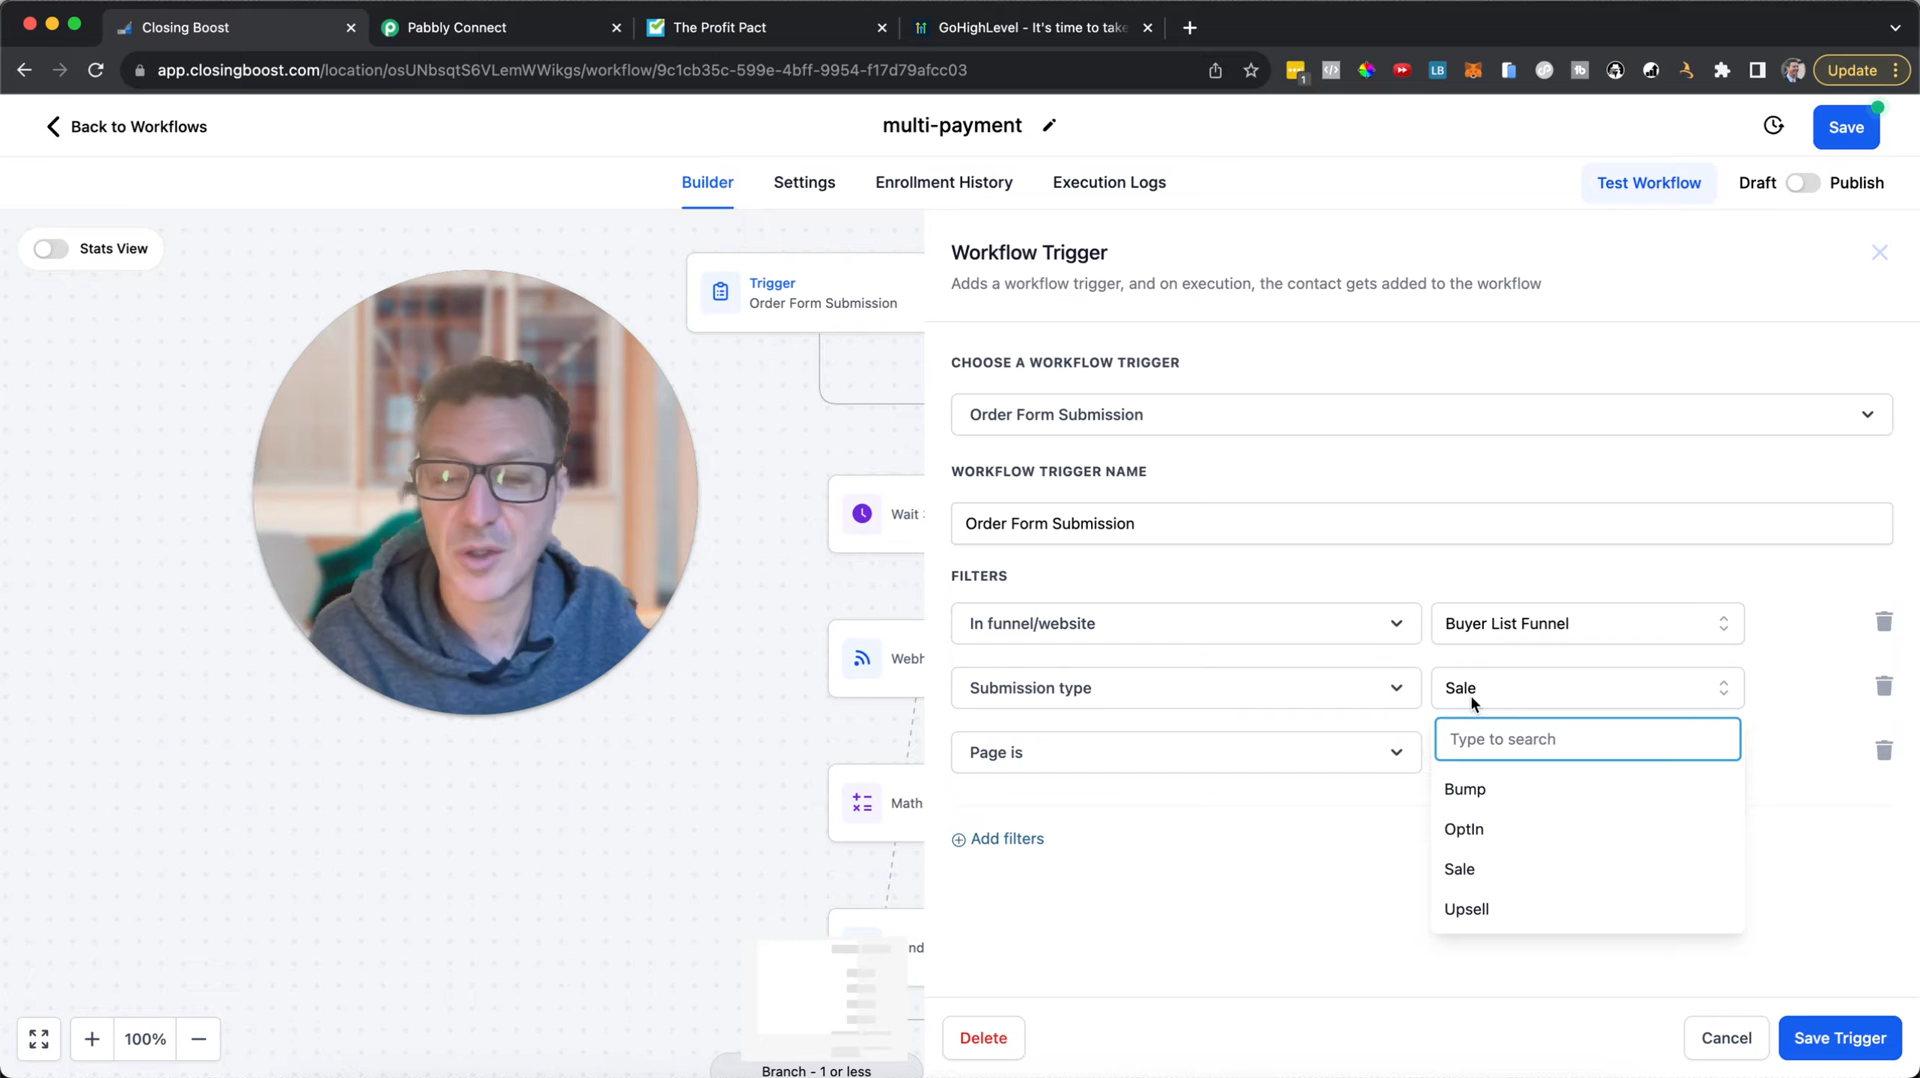 Closing Boost
Pabbly Connect
The Profit Pact
GoHighLevel - It's time to take
app.closingboost.com/location/osUNbsqtS6VLemWWikgs/workflow/9c1cb35c-599e-4bff-9954-f17d79afcc03
1
LB
Update
Back to Workflows
multi-payment
Save
Builder
Settings
Enrollment History
Execution Logs
Test Workflow
Draft
Publish
Stats View
Trigger
Order Form Submission
Wait
Webh
Math
nd
Branch - 1 or less
100%
Workflow Trigger
Adds a workflow trigger, and on execution, the contact gets added to the workflow
CHOOSE A WORKFLOW TRIGGER
Order Form Submission
WORKFLOW TRIGGER NAME
Order Form Submission
FILTERS
In funnel/website
Buyer List Funnel
Submission type
Sale
Page is
Type to search
Bump
OptIn
Sale
Upsell
Add filters
Delete
Cancel
Save Trigger